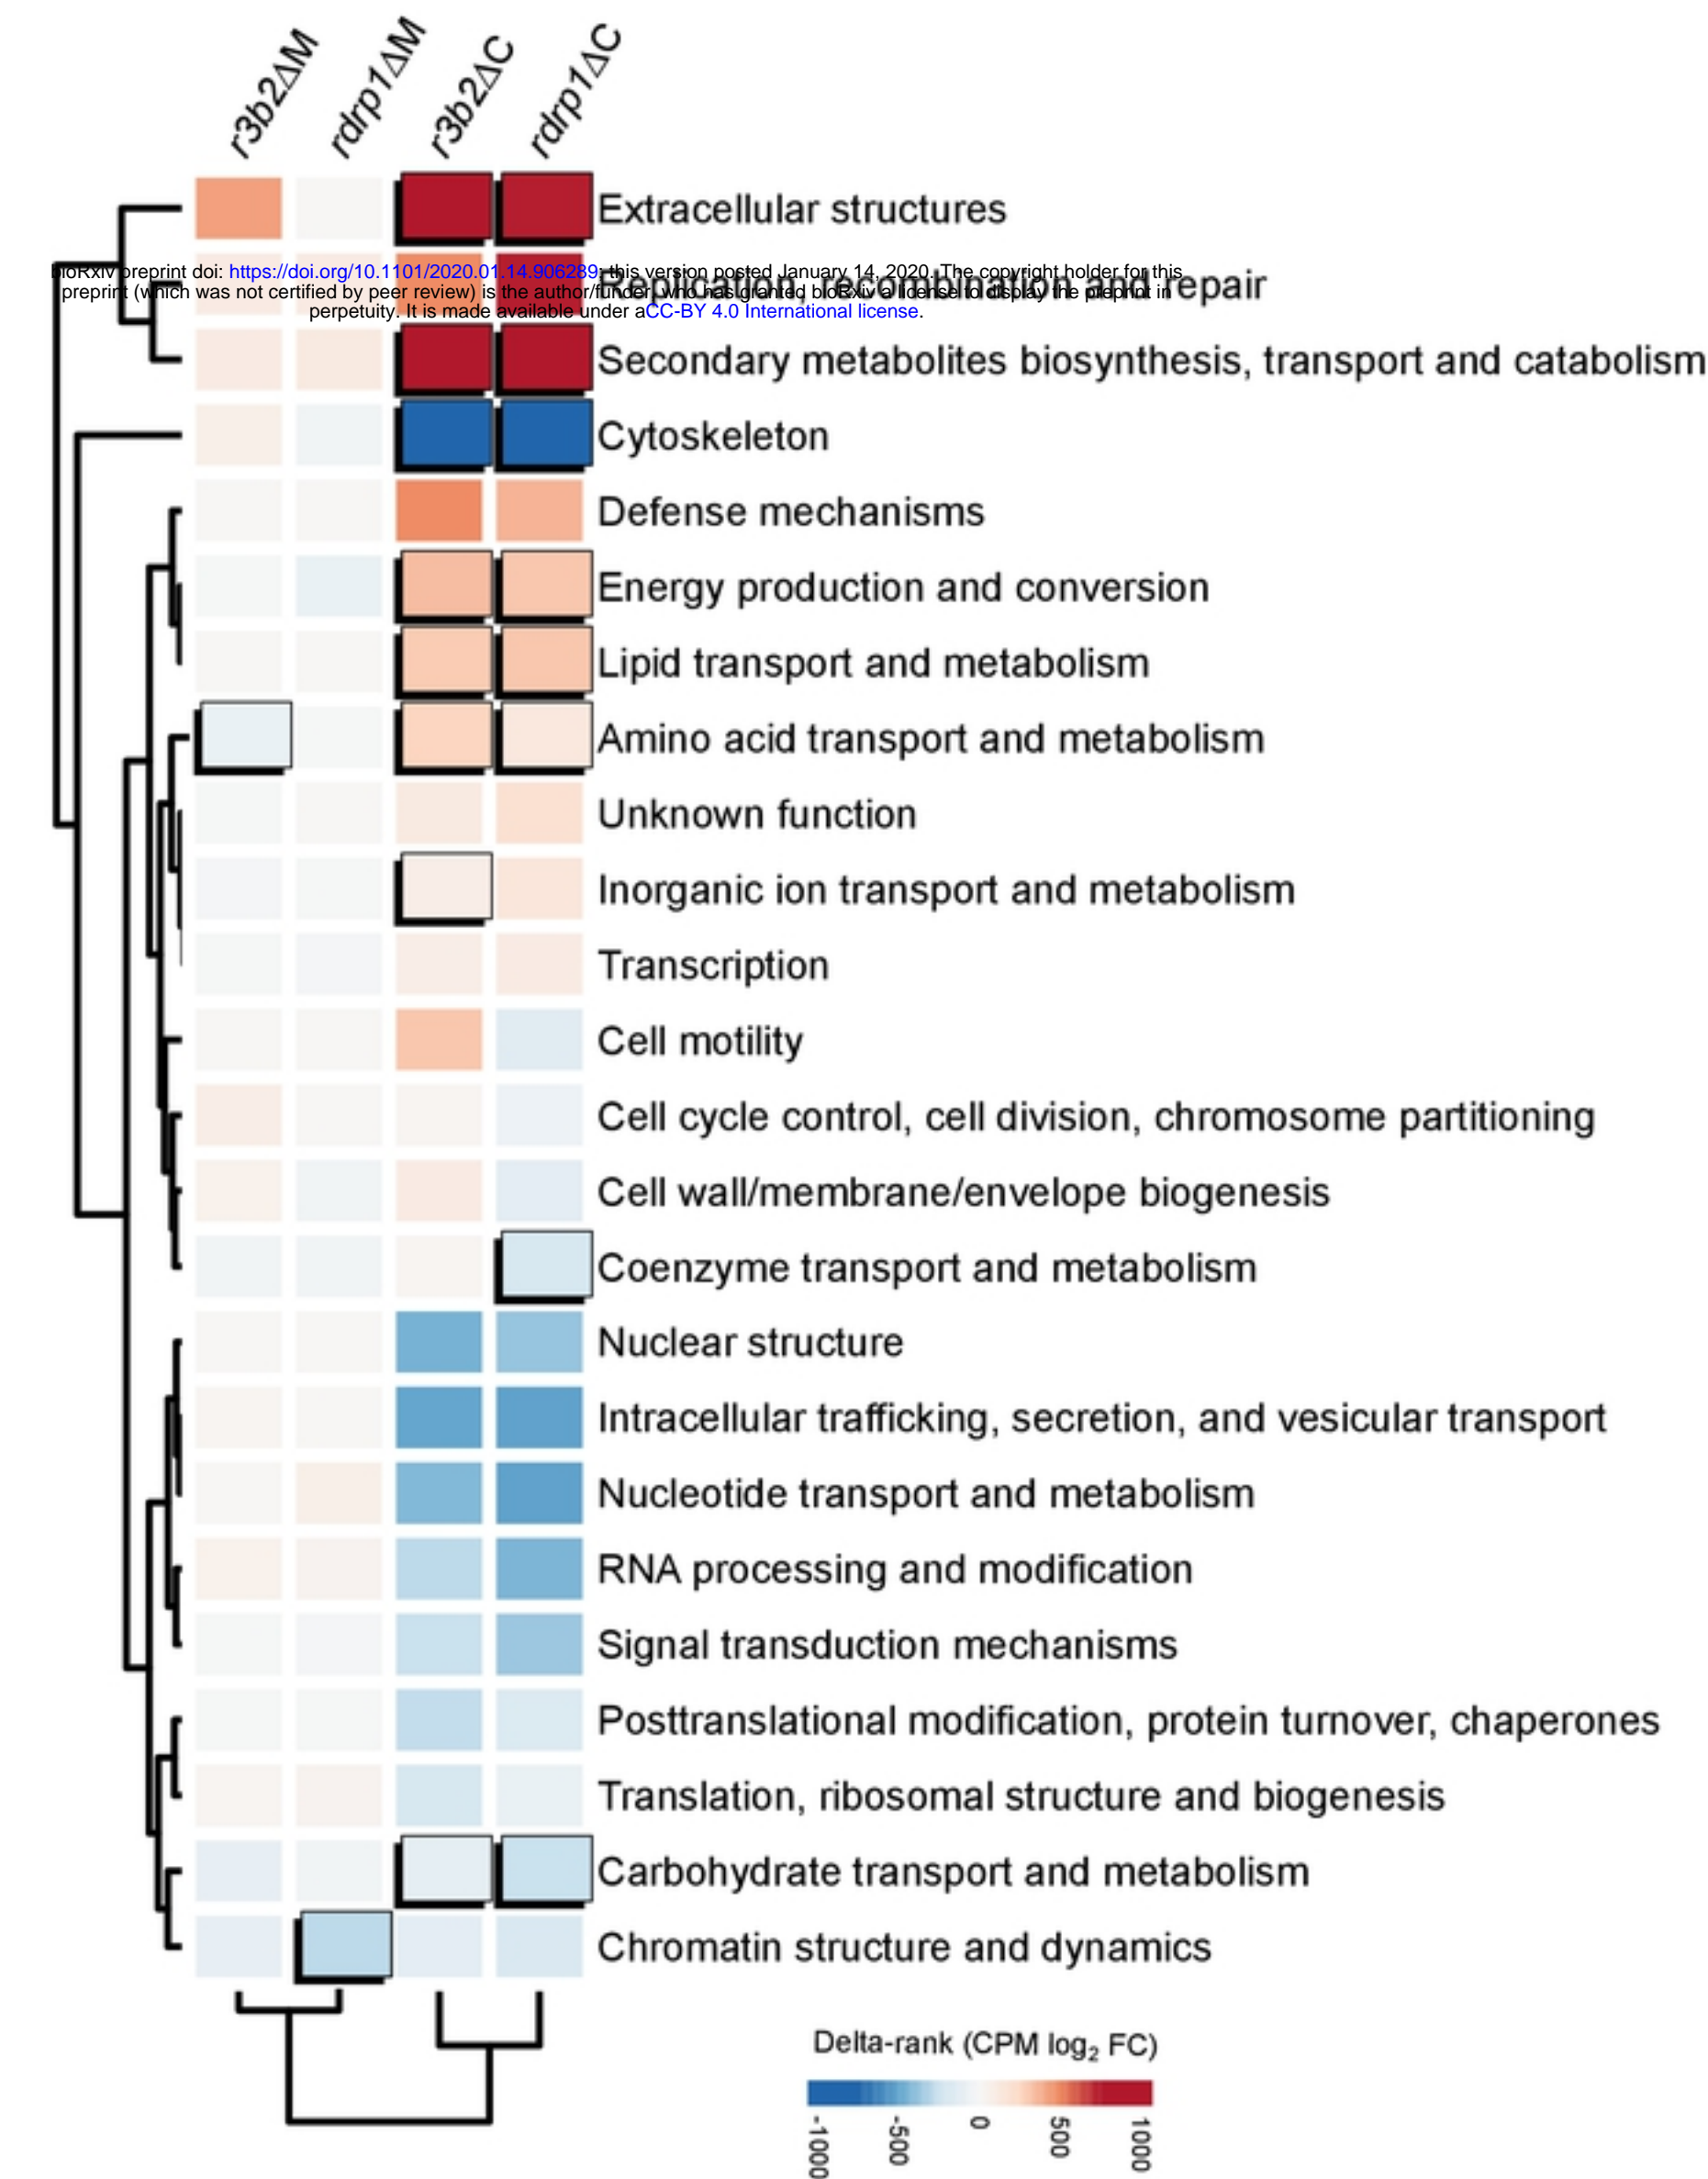 r3b2ΔM
rdrp1ΔM
r3b2ΔC
rdrp1ΔC
Extracellular structures
bioRxiv preprint doi: https://doi.org/10.1101/2020.01.14.906289; this version posted January 14, 2020. The copyright holder for this
preprint (which was not certified by peer review) is the author/funder, who has granted bioRxiv a license to display the preprint in
perpetuity. It is made available under aCC-BY 4.0 International license.
Replication, recombination and repair
Secondary metabolites biosynthesis, transport and catabolism
Cytoskeleton
Defense mechanisms
Energy production and conversion
Lipid transport and metabolism
Amino acid transport and metabolism
Unknown function
Inorganic ion transport and metabolism
Transcription
Cell motility
Cell cycle control, cell division, chromosome partitioning
Cell wall/membrane/envelope biogenesis
Coenzyme transport and metabolism
Nuclear structure
Intracellular trafficking, secretion, and vesicular transport
Nucleotide transport and metabolism
RNA processing and modification
Signal transduction mechanisms
Posttranslational modification, protein turnover, chaperones
Translation, ribosomal structure and biogenesis
Carbohydrate transport and metabolism
Chromatin structure and dynamics
Delta-rank (CPM log₂ FC)
-1000
-500
0
500
1000